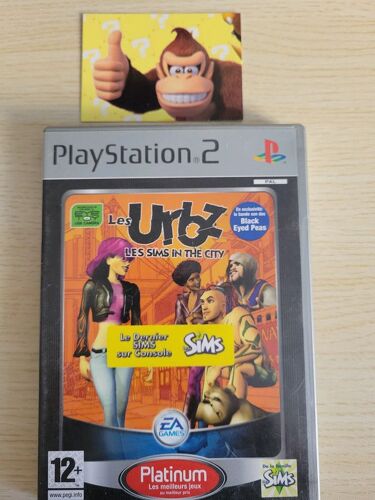 PlayStation 2
PAL
EYE
Les
Urbz
LES SIMS IN THE CITY
En exclusivité:
la bande son des
Black
Eyed Peas
Le Dernier
SIMS
sur Console
SiMS
EA
GAMES
12+
www.pegi.info
Platinum
Les meilleurs jeux
au meilleur prix
De la famille
SiMS